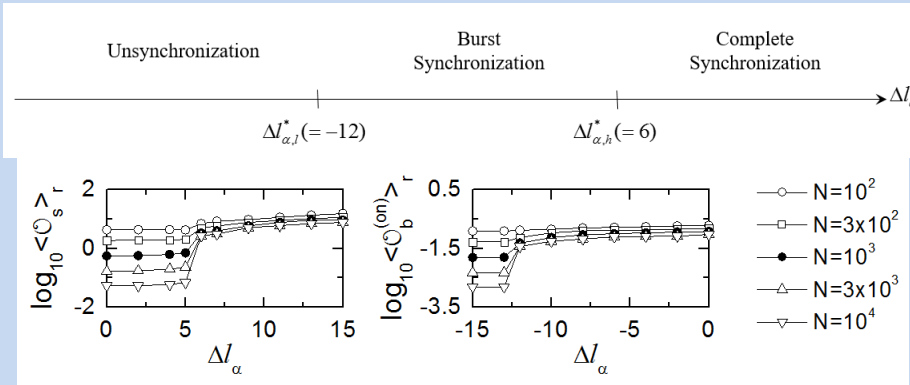 Unsynchronization
Burst
Synchronization
Complete
Synchronization
Δl
Δl*α,l(= –12)
Δl*α,h(= 6)
log10 <Os>r
2
0
-2
0
5
10
15
Δlα
log10 <Ob(on)>r
0.5
-1.5
-3.5
-15
-10
-5
0
Δlα
N=10²
N=3x10²
N=10³
N=3x10³
N=10⁴